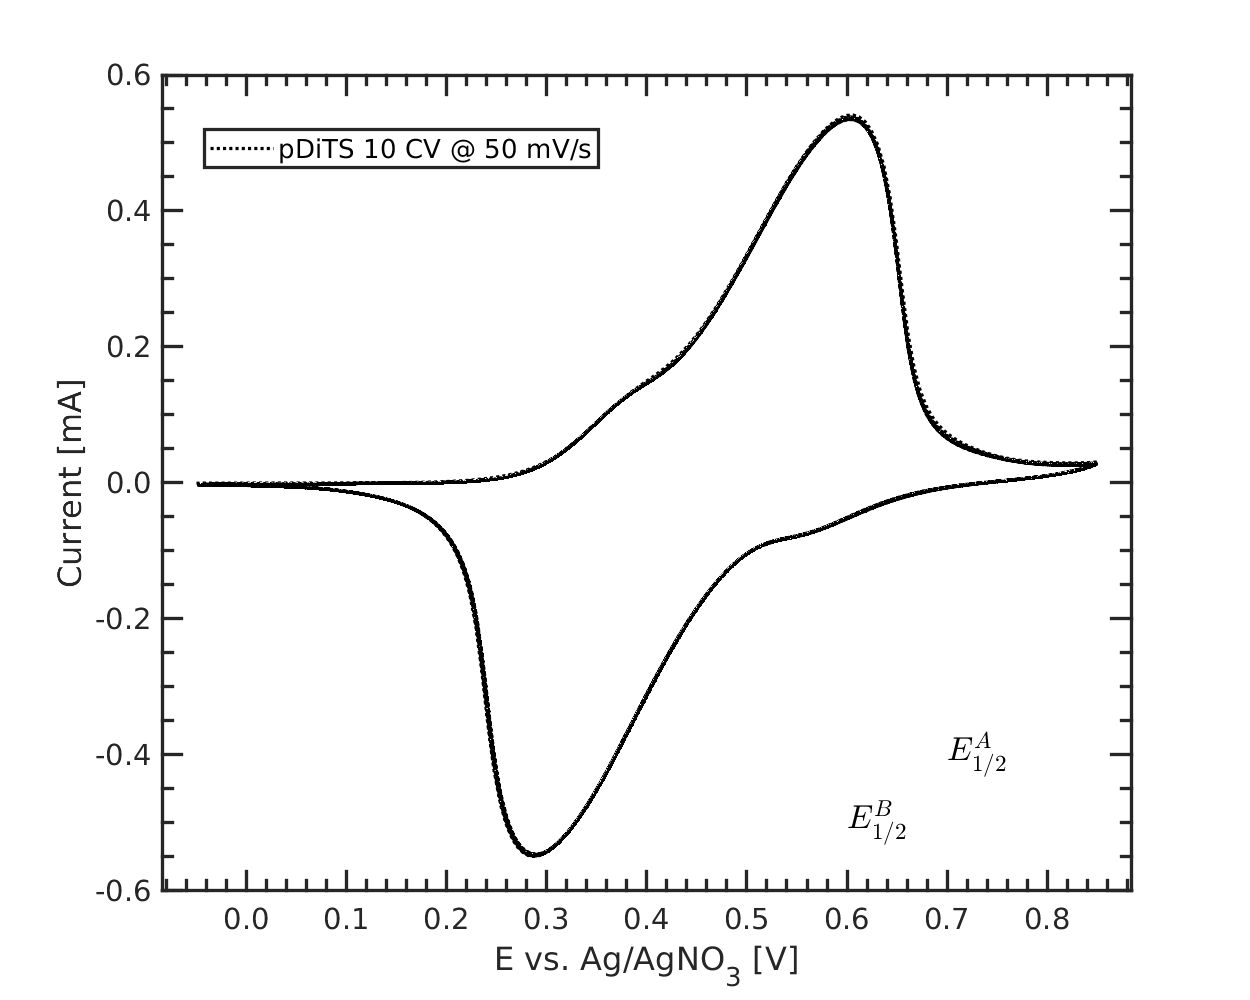 0.6
pDiTS 10 CV @ 50 mV/s
0.4
0.2
0.0
Current [mA]
-0.2
-0.4
E^A_{1/2}
E^B_{1/2}
-0.6
0.0 0.1 0.2 0.3 0.4 0.5 0.6 0.7 0.8
E vs. Ag/AgNO₃ [V]